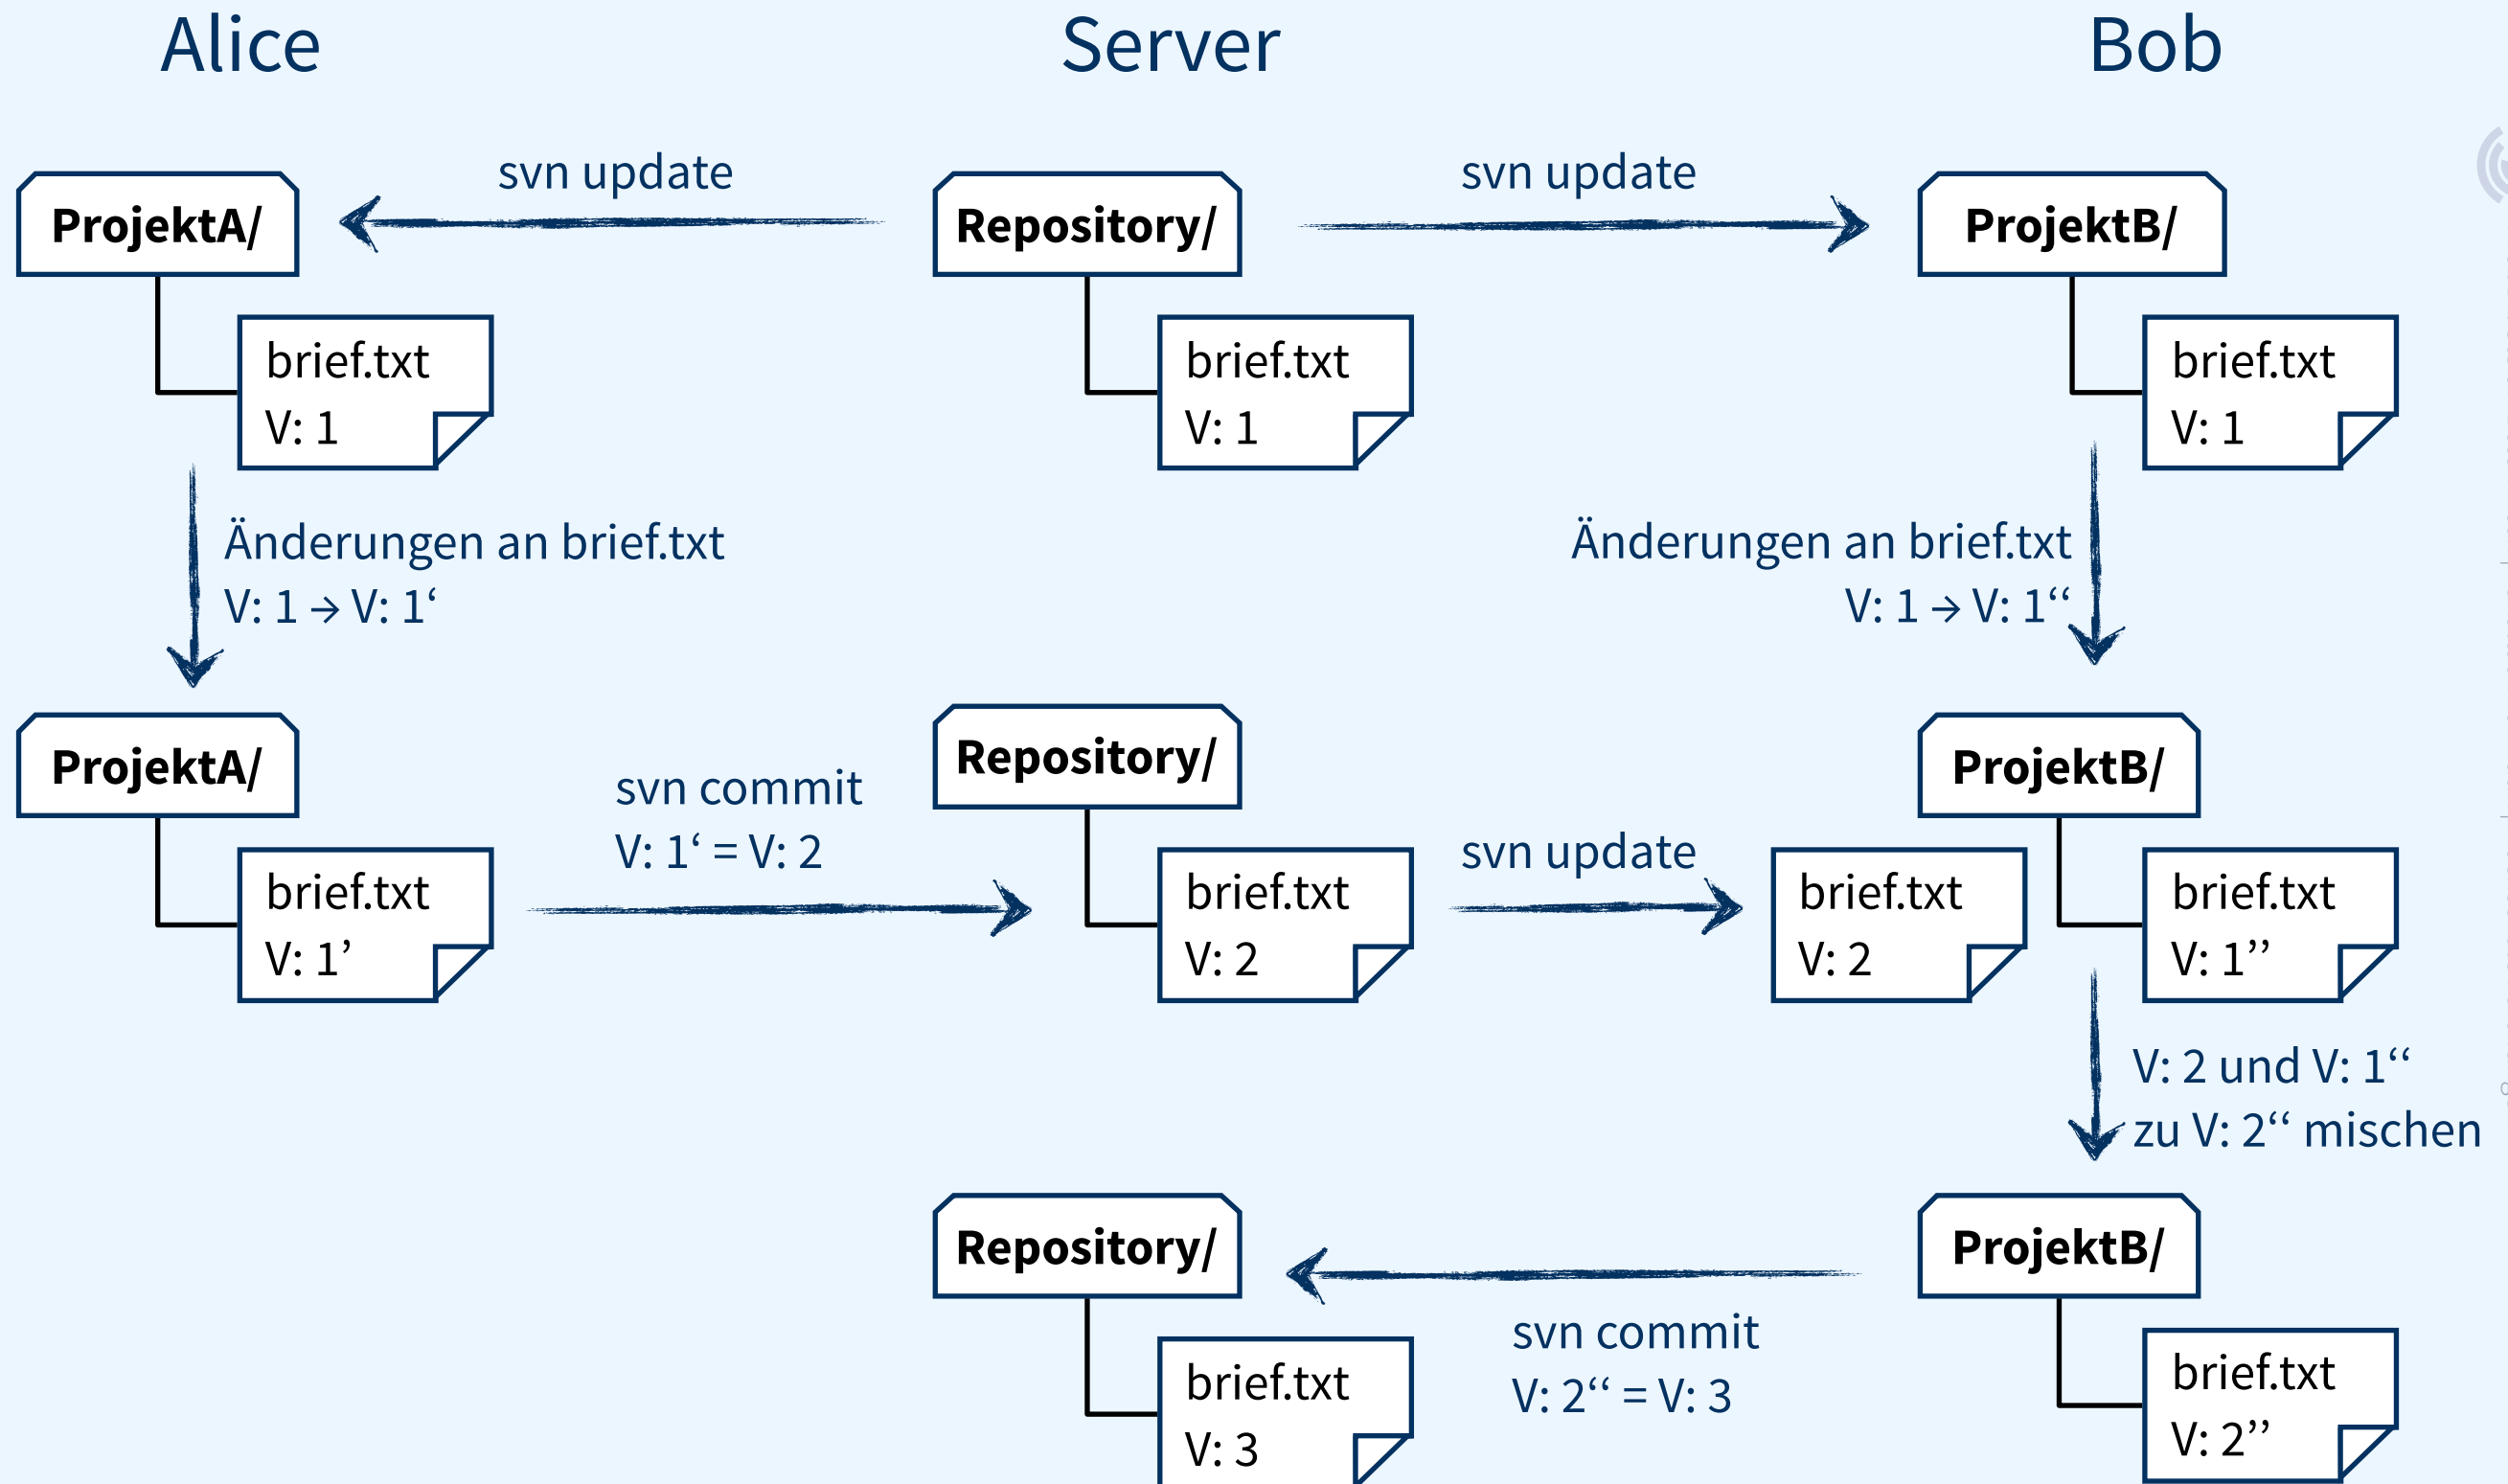 Alice
Server
Bob
svn update
svn update
ProjektA/
Repository/
ProjektB/
brief.txt
V: 1
brief.txt
V: 1
brief.txt
V: 1
Änderungen an brief.txt
V: 1 → V: 1‘
Änderungen an brief.txt
V: 1 → V: 1‘‘
ProjektA/
Repository/
ProjektB/
svn commit
V: 1‘ = V: 2
svn update
brief.txt
V: 1’
brief.txt
V: 2
brief.txt
V: 2
brief.txt
V: 1’’
V: 2 und V: 1‘‘
zu V: 2‘‘ mischen
Repository/
ProjektB/
svn commit
V: 2‘‘ = V: 3
brief.txt
V: 3
brief.txt
V: 2’’